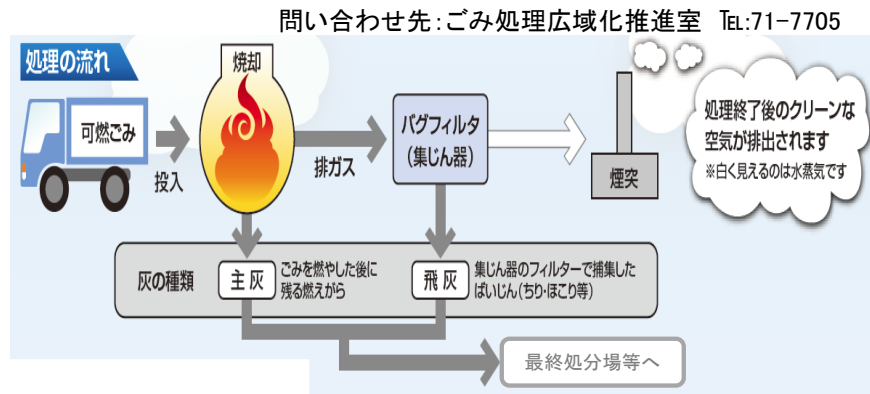 問い合わせ先：ごみ処理広域化推進室 ℡:71-7705
処理の流れ
焼却
可燃ごみ
投入
排ガス
バグフィルタ
(集じん器)
煙突
処理終了後のクリーンな
空気が排出されます
※白く見えるのは水蒸気です
灰の種類
主灰
ごみを燃やした後に
残る燃えがら
飛灰
集じん器のフィルターで捕集した
ばいじん(ちり・ほこり等)
最終処分場等へ